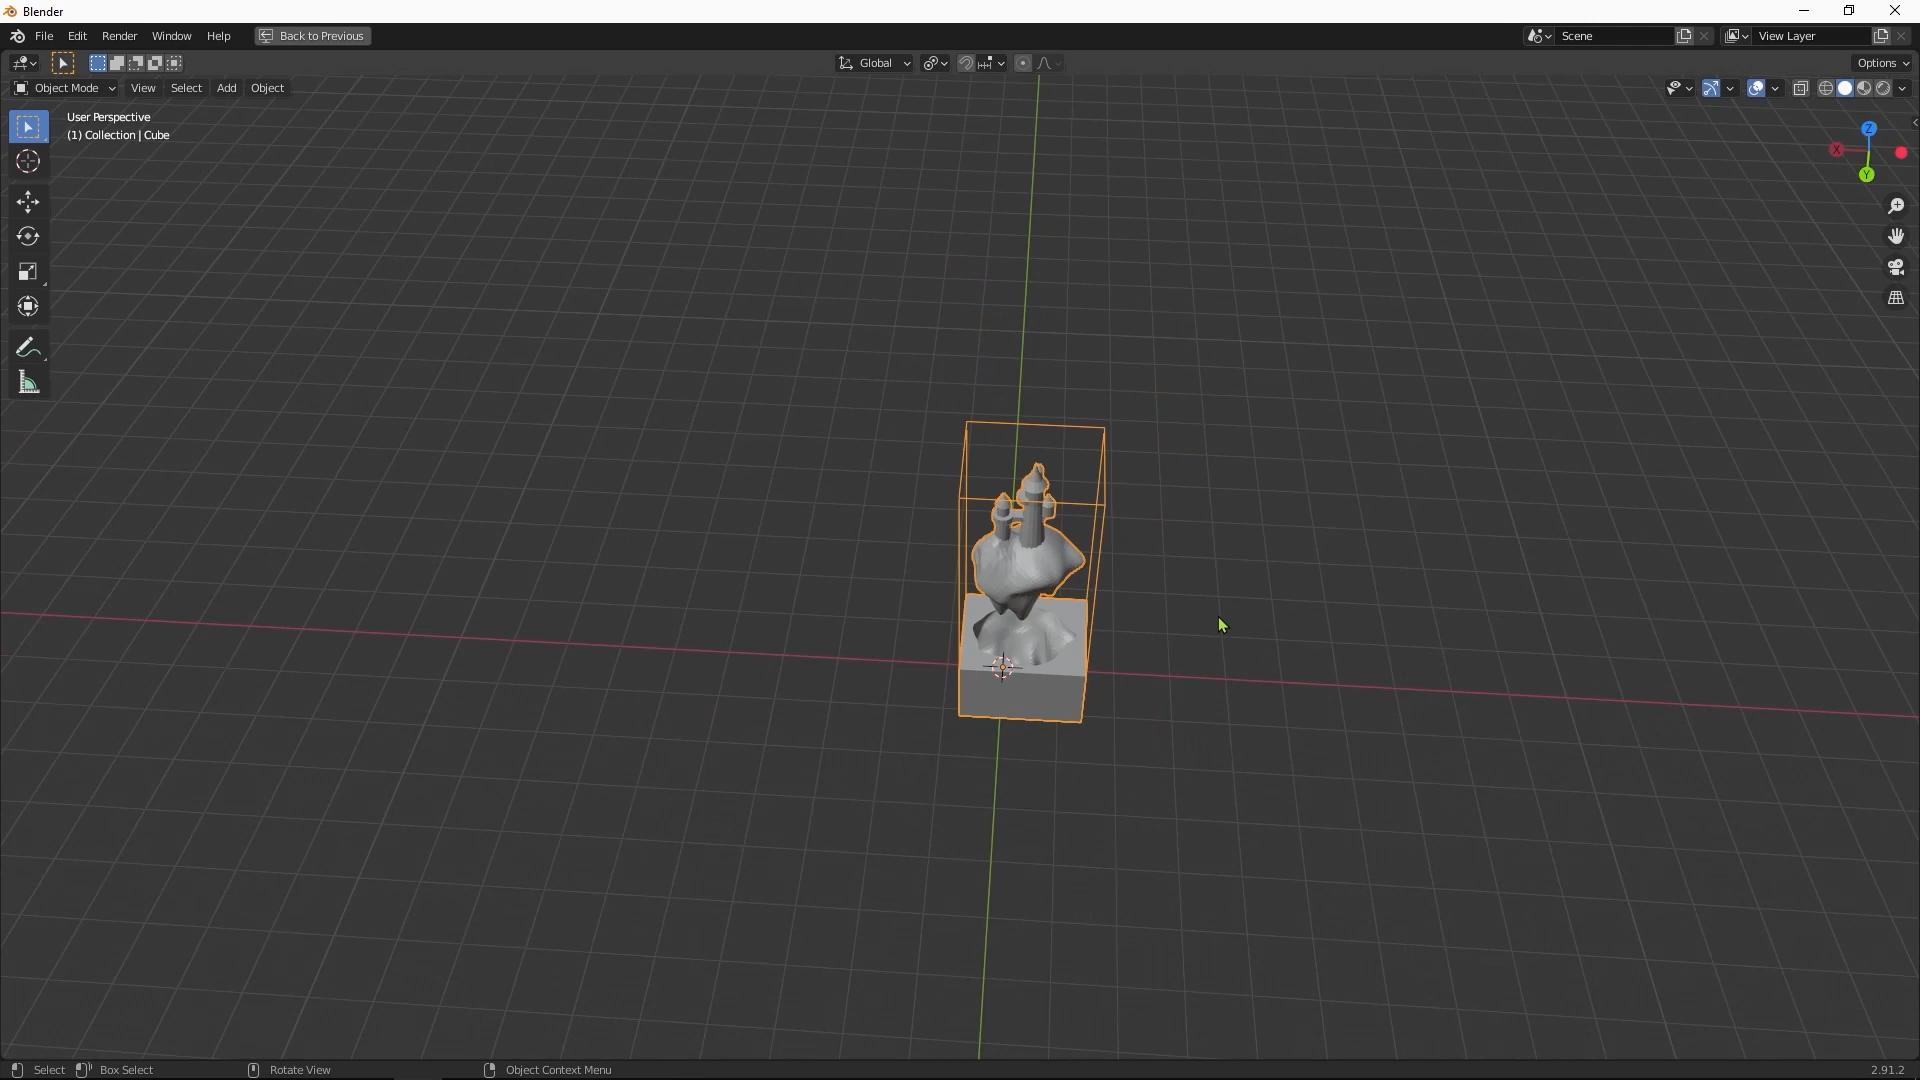 Blender
File Edit Render Window Help Back to Previous Scene View Layer
Global Options
Object Mode View Select Add Object
User Perspective
(1) Collection | Cube
Z
X
Y
Select Box Select Rotate View Object Context Menu 2.91.2